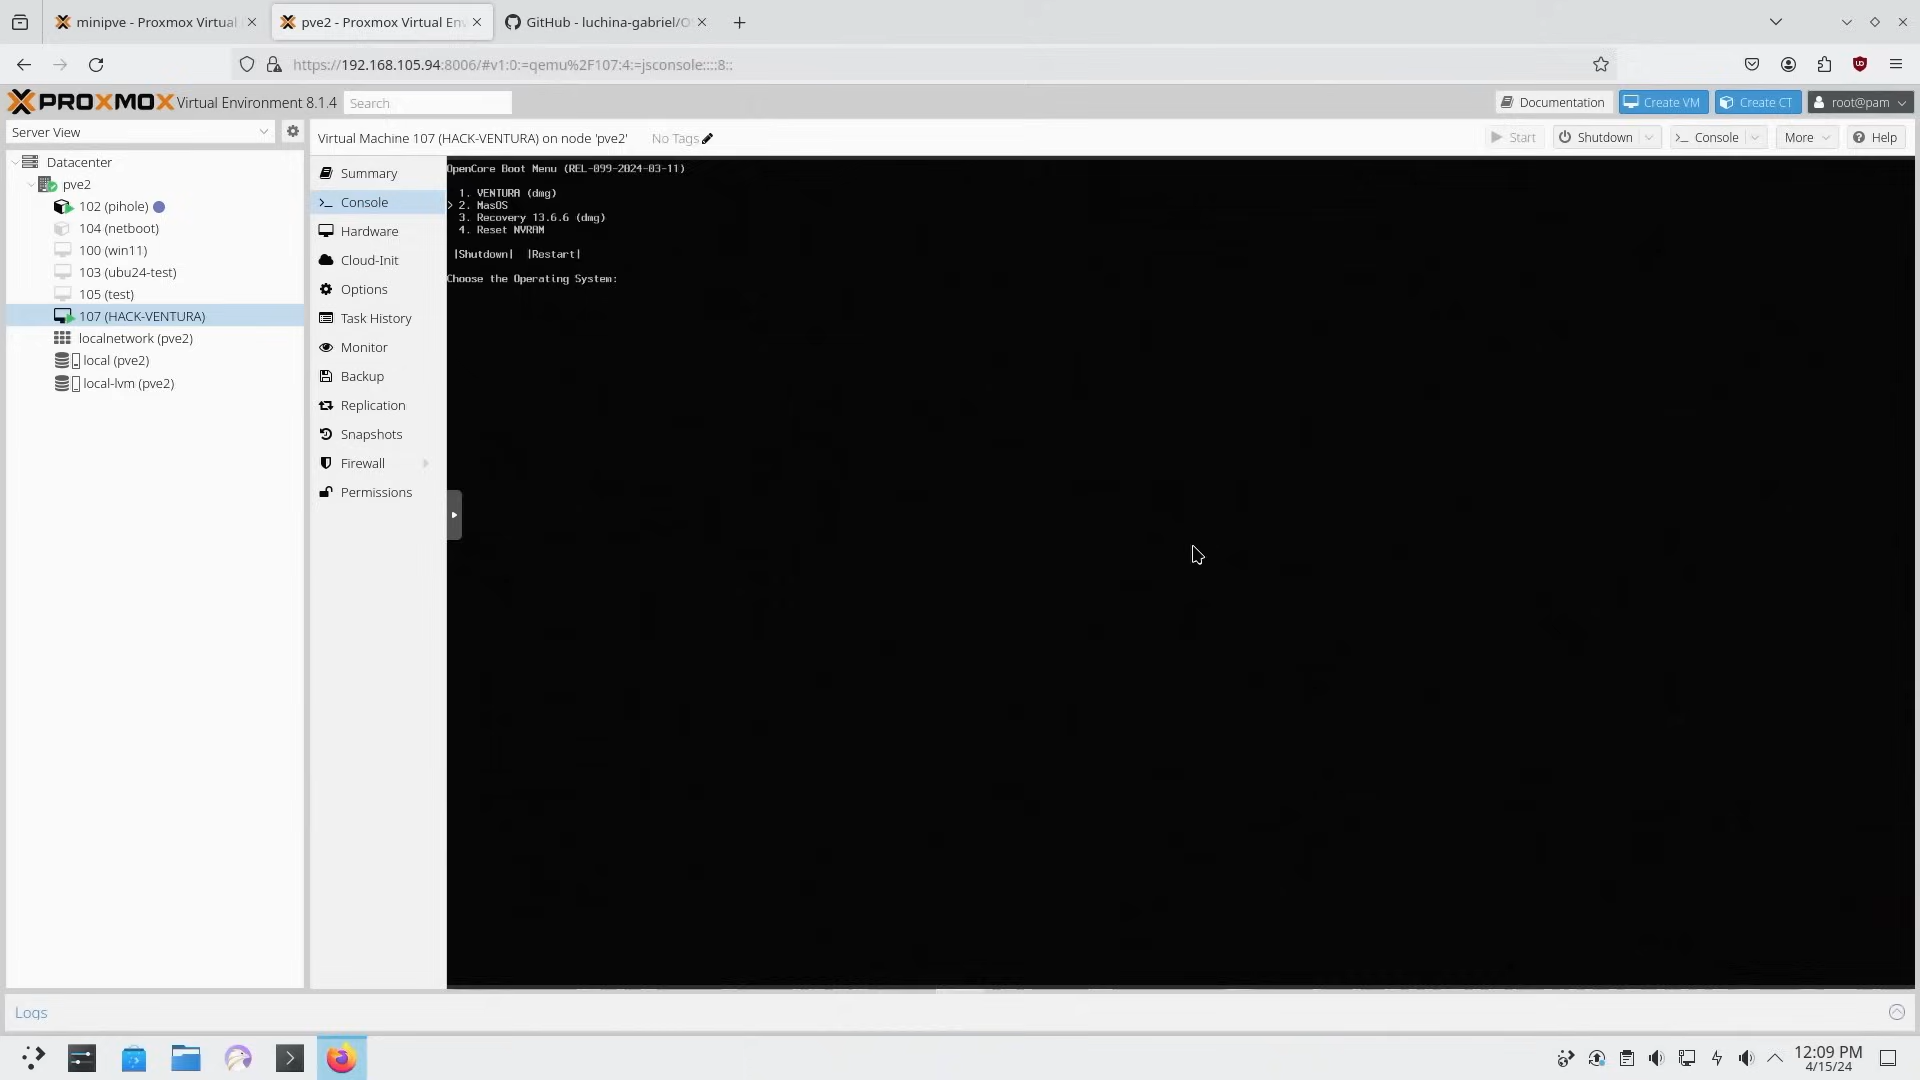 minipve - Proxmox Virtual
pve2 - Proxmox Virtual En
GitHub - luchina-gabriel/O
https://192.168.105.94:8006/#v1:0:=qemu%2F107:4:=jsconsole::::8::
PROXMOX Virtual Environment 8.1.4
Search
Documentation
Create VM
Create CT
root@pam
Server View
Virtual Machine 107 (HACK-VENTURA) on node 'pve2'
No Tags
Start
Shutdown
Console
More
Help
Datacenter
pve2
102 (pihole)
104 (netboot)
100 (win11)
103 (ubu24-test)
105 (test)
107 (HACK-VENTURA)
localnetwork (pve2)
local (pve2)
local-lvm (pve2)
Summary
Console
Hardware
Cloud-Init
Options
Task History
Monitor
Backup
Replication
Snapshots
Firewall
Permissions
OpenCore Boot Menu (REL-099-2024-03-11)
1. VENTURA (dmg)
> 2. MasOS
3. Recovery 13.6.6 (dmg)
4. Reset NVRAM
|Shutdown| |Restart|
Choose the Operating System:
Logs
12:09 PM
4/15/24